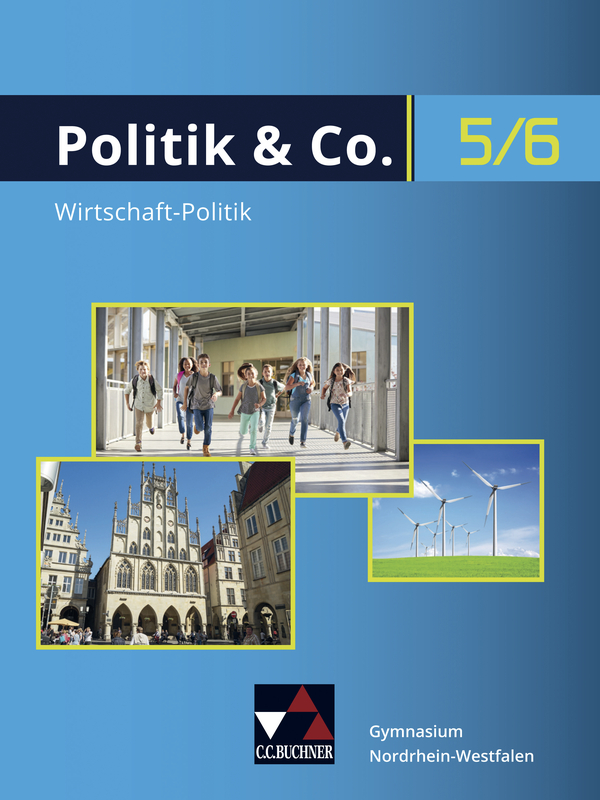 Politik & Co.
5/6
Wirtschaft-Politik
C.C.BUCHNER
Gymnasium
Nordrhein-Westfalen